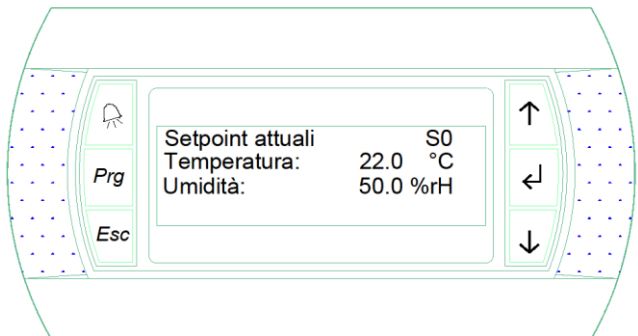 Setpoint attuali S0
Temperatura: 22.0 °C
Umidità: 50.0 %rH
Prg
Esc